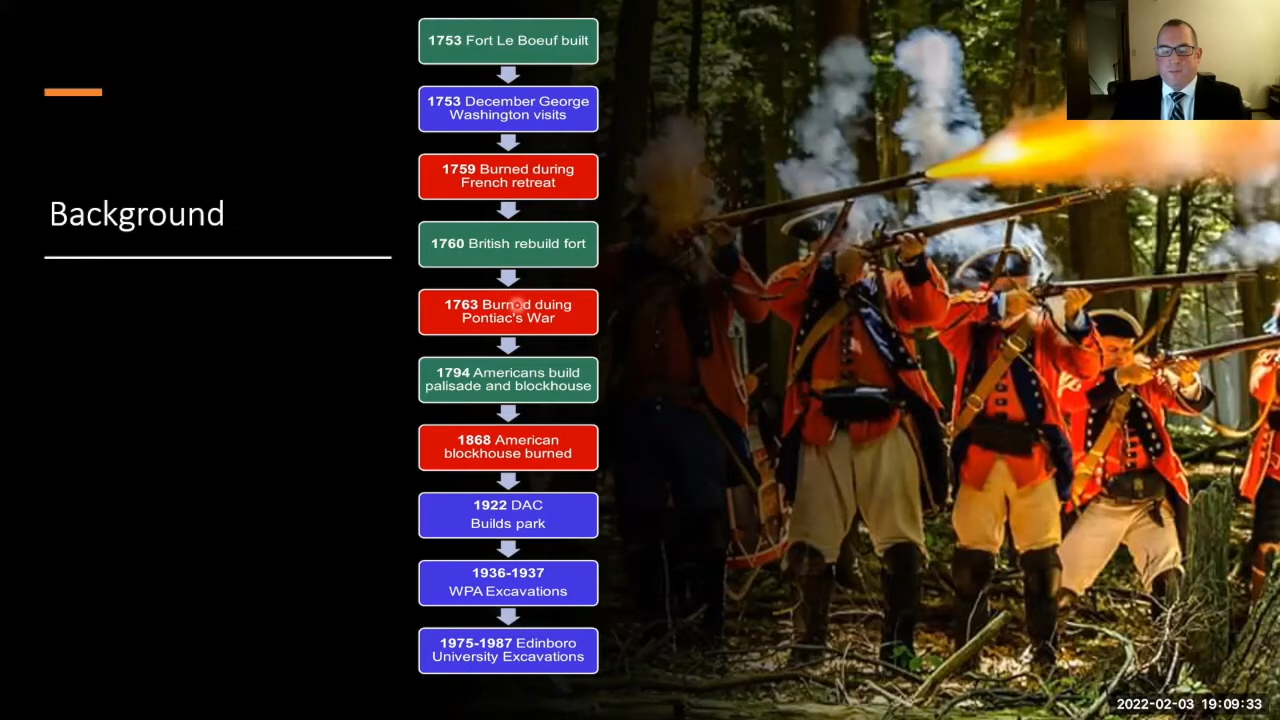 Background
1753 Fort Le Boeuf built
1753 December George
Washington visits
1759 Burned during
French retreat
1760 British rebuild fort
1763 Burned duing
Pontiac's War
1794 Americans build
palisade and blockhouse
1868 American
blockhouse burned
1922 DAC
Builds park
1936-1937
WPA Excavations
1975-1987 Edinboro
University Excavations
2022-02-03 19:09:33